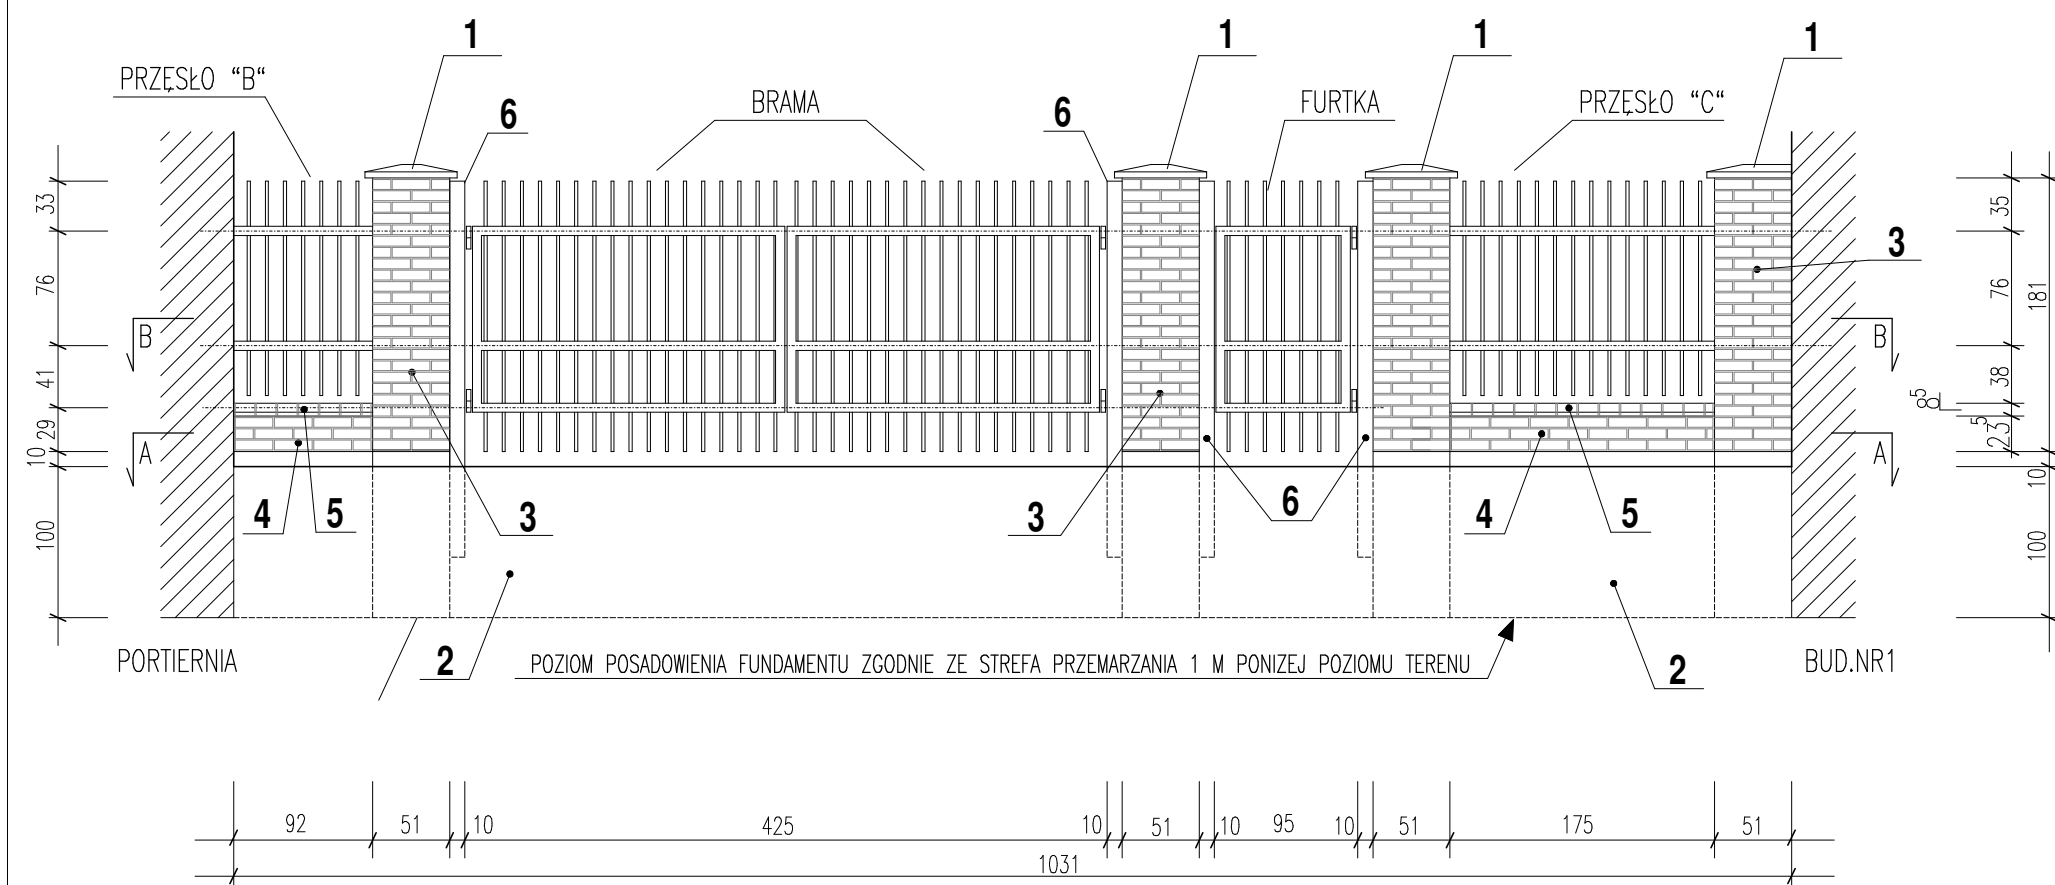 1
1
1
1
PRZĘSŁO “B“
BRAMA
FURTKA
PRZĘSŁO “C“
6
6
3
33
76
41
29
10
100
B
A
B
A
35
76
38
8⁵
23⁵
10
100
181
4
5
3
3
6
4
5
PORTIERNIA
2
POZIOM POSADOWIENIA FUNDAMENTU ZGODNIE ZE STREFA PRZEMARZANIA 1 M PONIZEJ POZIOMU TERENU
2
BUD.NR1
92 51 10 425 10 51 10 95 10 51 175 51
1031